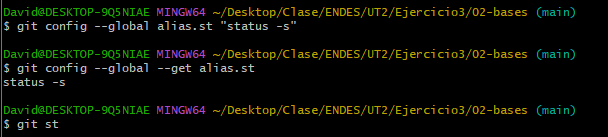 David@DESKTOP-9Q5NIAE MINGW64 ~/Desktop/Clase/ENDES/UT2/Ejercicio3/02-bases (main)
$ git config --global alias.st "status -s"
David@DESKTOP-9Q5NIAE MINGW64 ~/Desktop/Clase/ENDES/UT2/Ejercicio3/02-bases (main)
$ git config --global --get alias.st
status -s
David@DESKTOP-9Q5NIAE MINGW64 ~/Desktop/Clase/ENDES/UT2/Ejercicio3/02-bases (main)
$ git st